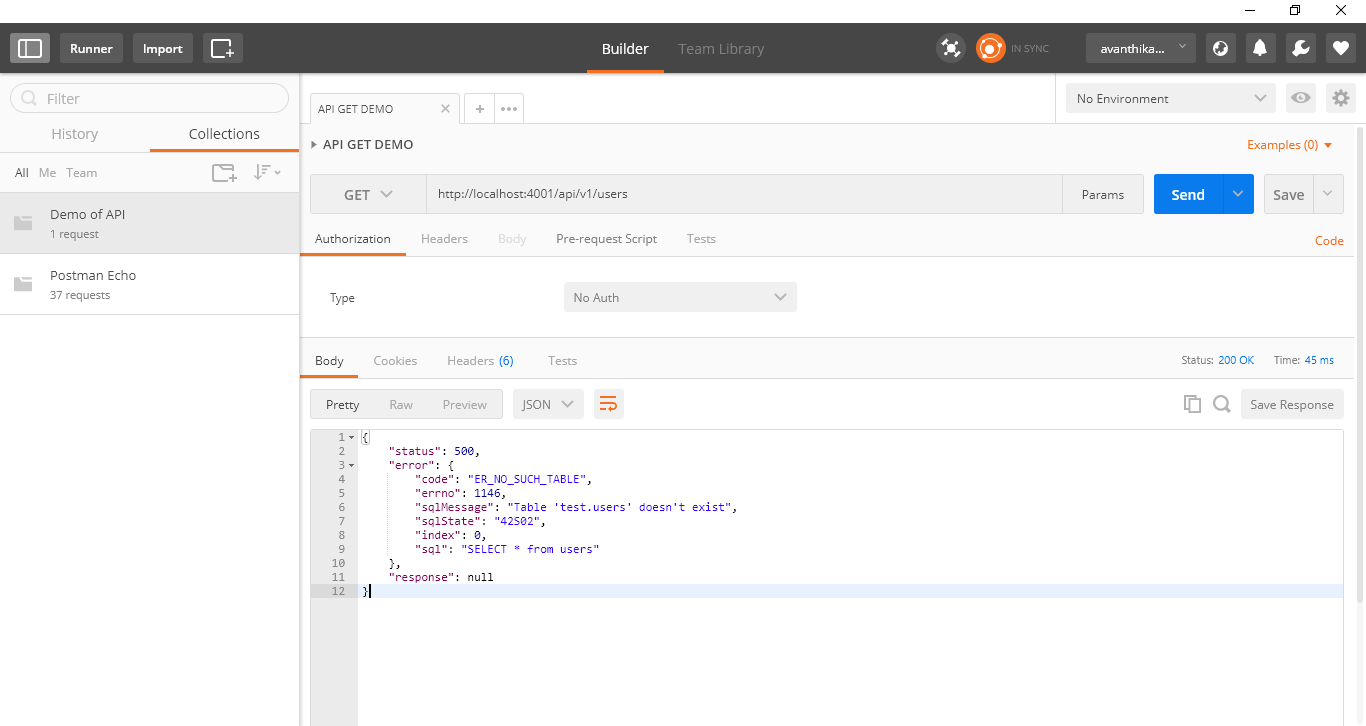 Runner
Import
Builder
Team Library
IN SYNC
avanthika...
Filter
History
Collections
All Me Team
Demo of API
1 request
Postman Echo
37 requests
API GET DEMO
No Environment
API GET DEMO
Examples (0)
GET
http://localhost:4001/api/v1/users
Params
Send
Save
Authorization
Headers
Body
Pre-request Script
Tests
Code
Type
No Auth
Body
Cookies
Headers (6)
Tests
Status: 200 OK
Time: 45 ms
Pretty
Raw
Preview
JSON
Save Response
1 {
2 "status": 500,
3 "error": {
4 "code": "ER_NO_SUCH_TABLE",
5 "errno": 1146,
6 "sqlMessage": "Table 'test.users' doesn't exist",
7 "sqlState": "42S02",
8 "index": 0,
9 "sql": "SELECT * from users"
10 },
11 "response": null
12 }